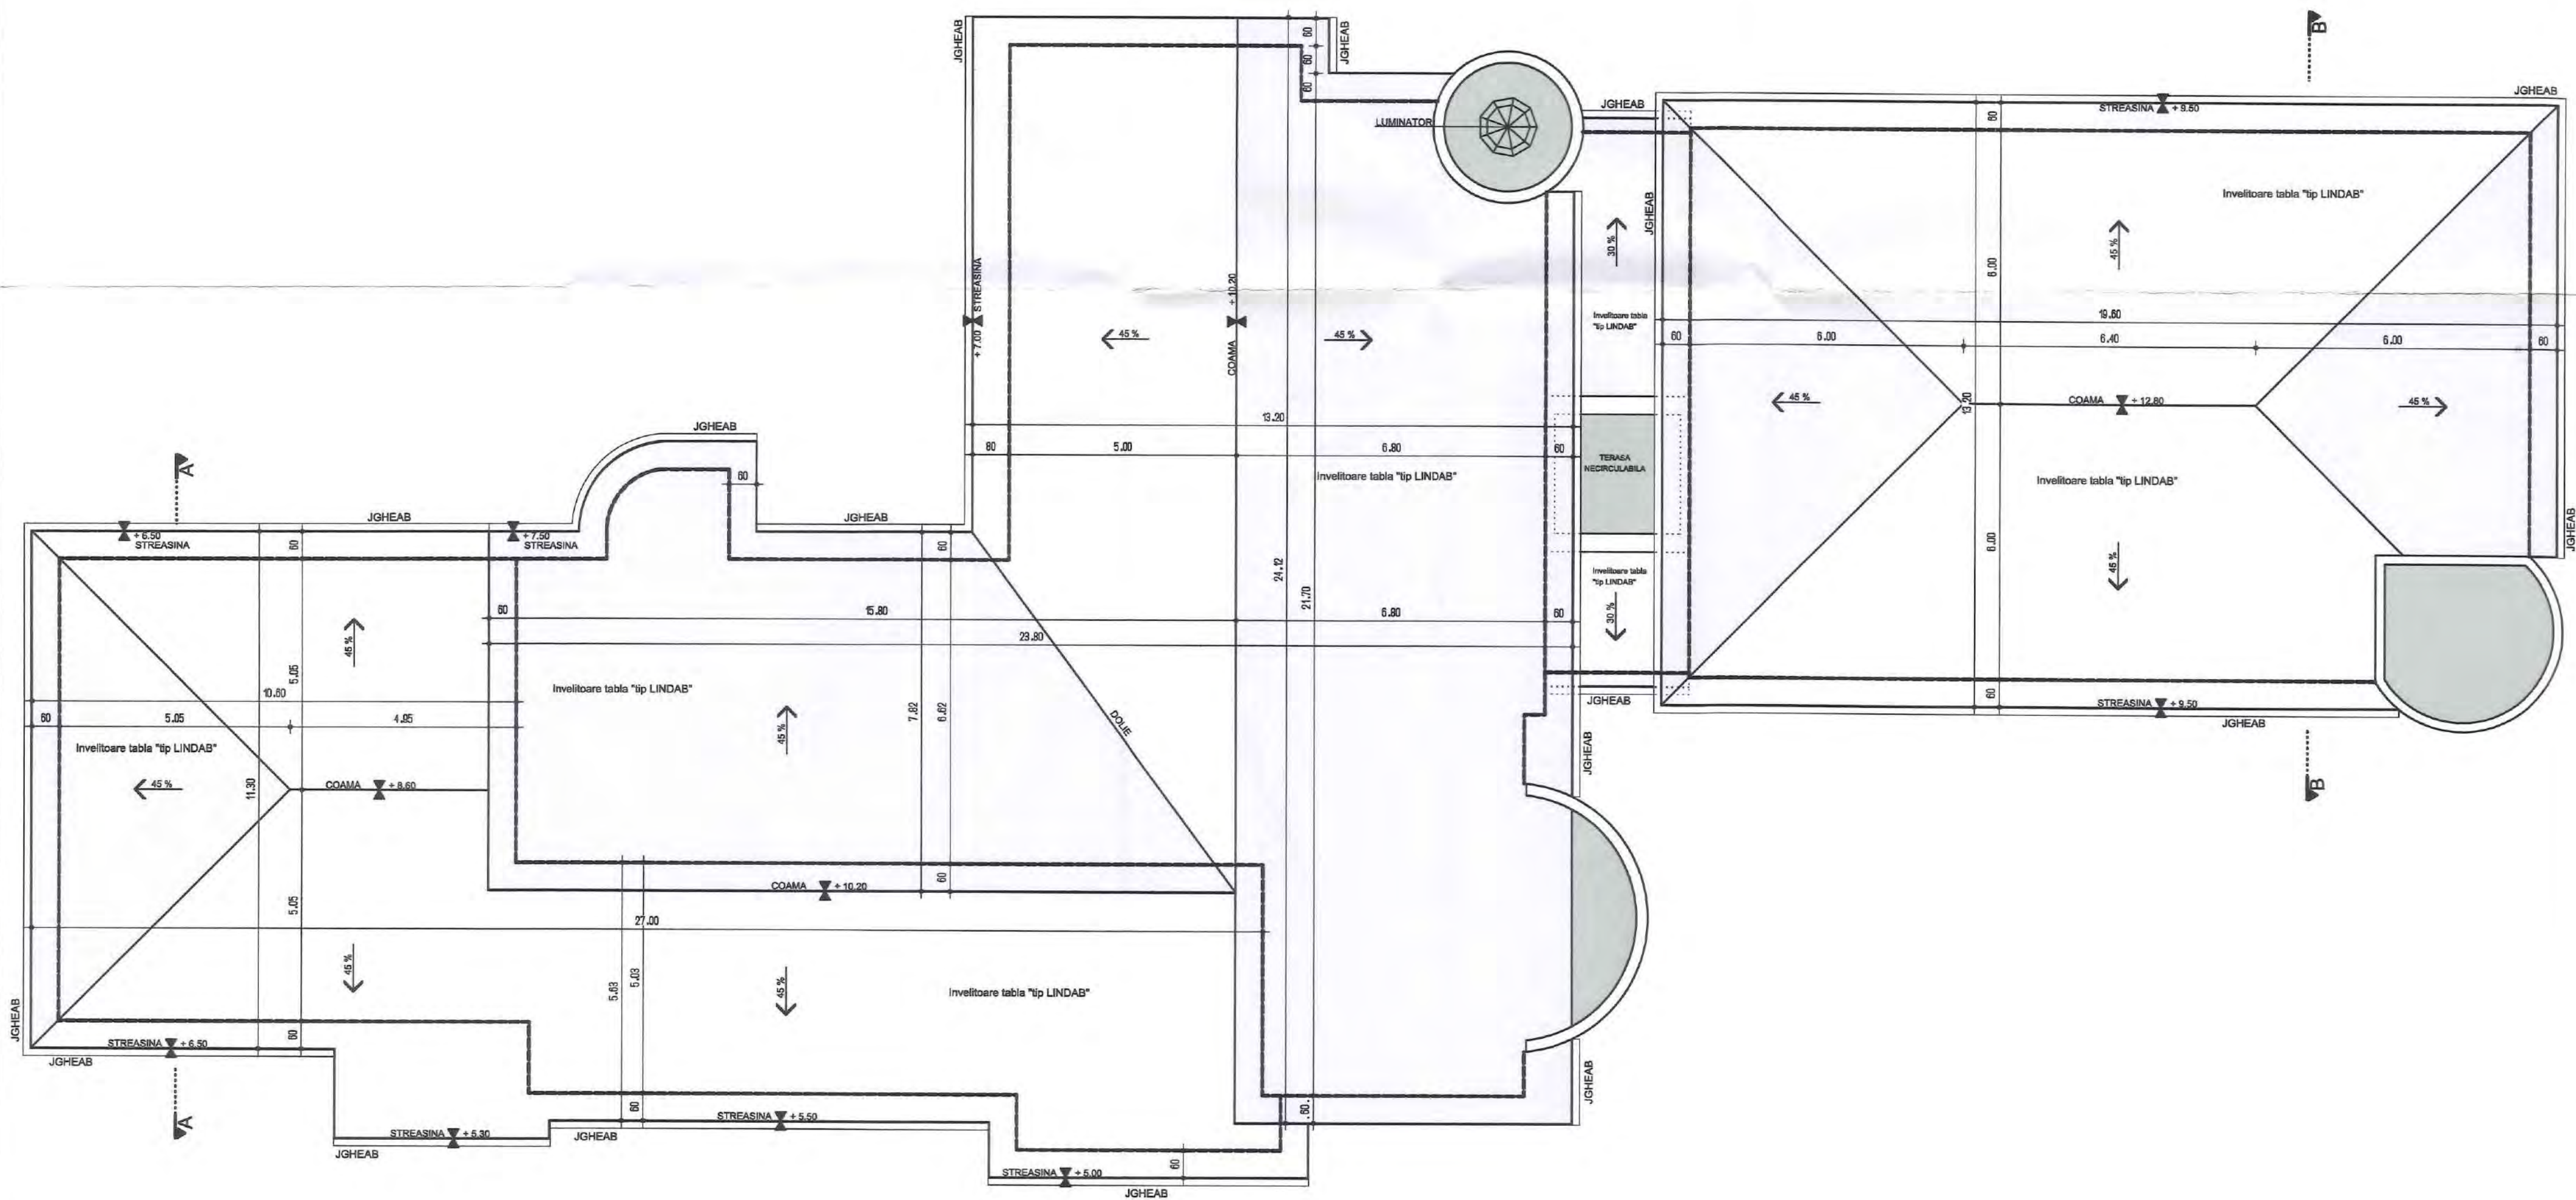 JGHEAB
JGHEAB
60
60
60
LUMINATOR
JGHEAB
B
JGHEAB
STREASINA + 9.50
60
Invelitoare tabla "tip LINDAB"
JGHEAB
30 %
45 %
6.00
+ 7.00 STREASINA
COAMA + 10.20
45 %
45 %
Invelitoare tabla
"tip LINDAB"
19.60
60
6.00
6.40
6.00
60
45 %
13.20
COAMA + 12.80
45 %
13.20
80
5.00
6.80
60
Invelitoare tabla "tip LINDAB"
TERASA
NECIRCULABILA
Invelitoare tabla "tip LINDAB"
6.00
45 %
JGHEAB
A
JGHEAB
60
JGHEAB
JGHEAB
+ 6.50
STREASINA
60
+ 7.50
STREASINA
60
24.12
21.70
Invelitoare tabla
"tip LINDAB"
30 %
60
15.80
6.80
60
23.80
45 %
5.05
10.60
60
5.05
4.95
Invelitoare tabla "tip LINDAB"
7.82
6.62
45 %
DOLIE
JGHEAB
60
STREASINA + 9.50
JGHEAB
B
JGHEAB
Invelitoare tabla "tip LINDAB"
45 %
11.30
COAMA + 8.60
COAMA + 10.20
60
5.05
27.00
45 %
5.63
5.03
45 %
Invelitoare tabla "tip LINDAB"
JGHEAB
STREASINA + 6.50
60
JGHEAB
A
STREASINA + 5.30
JGHEAB
60
STREASINA + 5.50
JGHEAB
60
JGHEAB
STREASINA + 5.00
60
JGHEAB